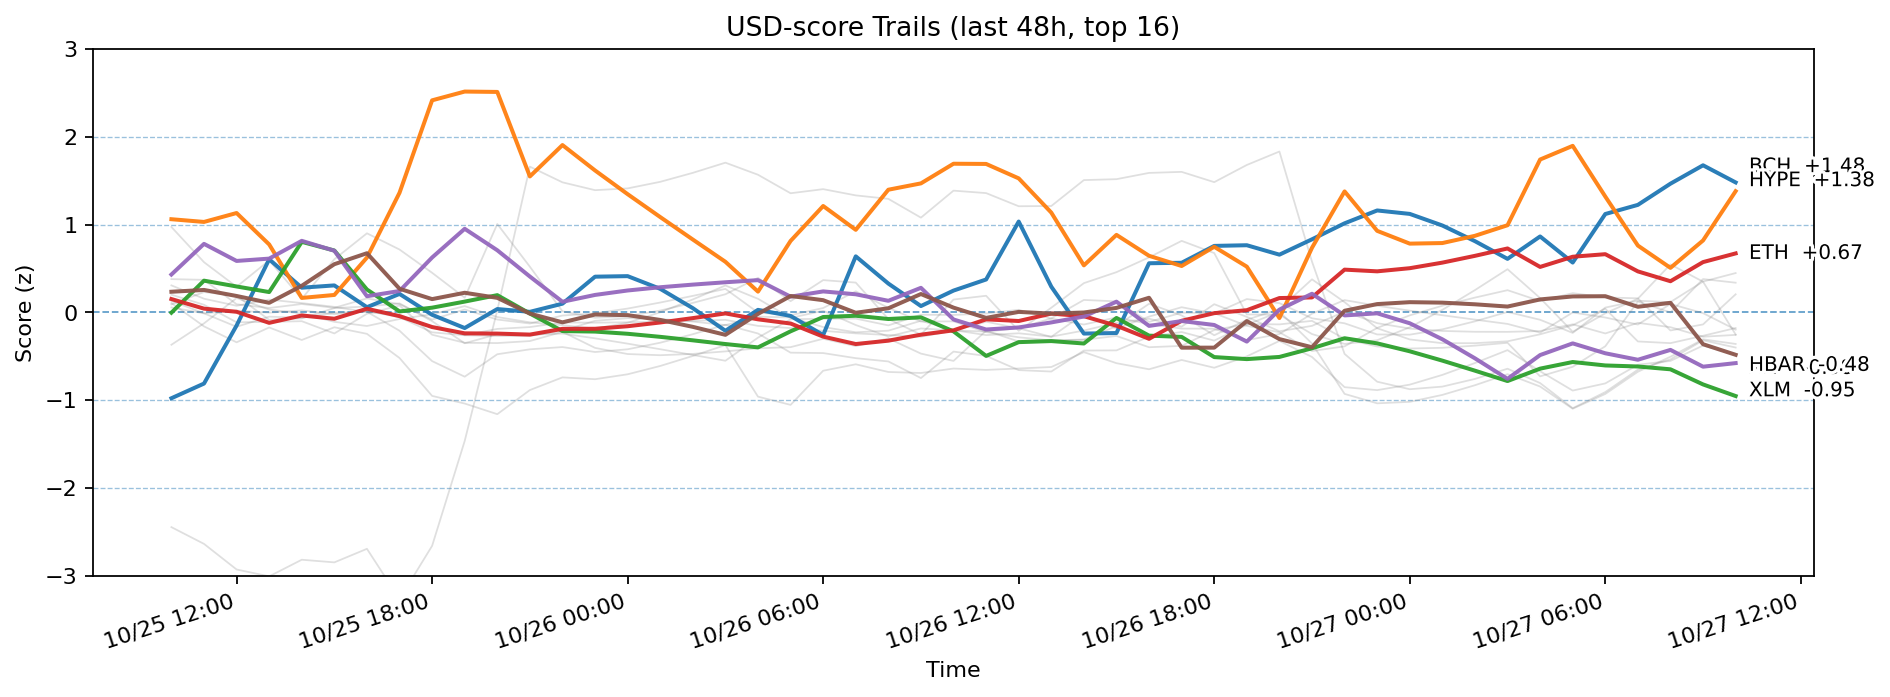 USD-score Trails (last 48h, top 16)
Score (z)
3
2
1
0
−1
−2
−3
BCH +1.48
HYPE +1.38
ETH +0.67
HBAR -0.48
XLM -0.95
10/25 12:00
10/25 18:00
10/26 00:00
10/26 06:00
10/26 12:00
10/26 18:00
10/27 00:00
10/27 06:00
10/27 12:00
Time